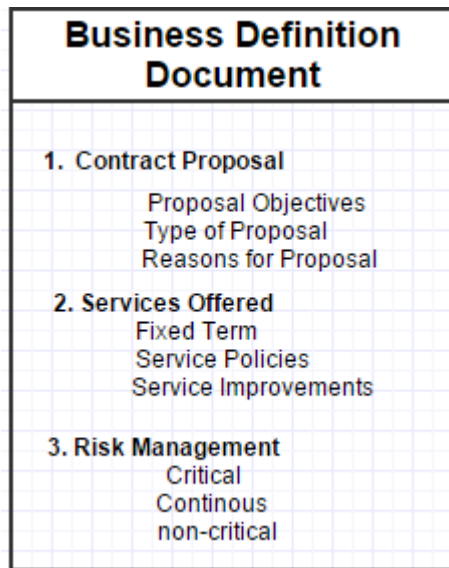 Business Definition
Document
1. Contract Proposal
Proposal Objectives
Type of Proposal
Reasons for Proposal
2. Services Offered
Fixed Term
Service Policies
Service Improvements
3. Risk Management
Critical
Continous
non-critical